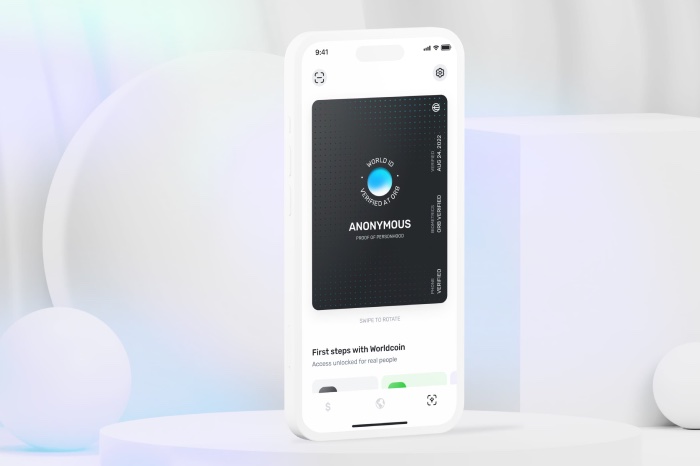 9:41
WORLD ID
VERIFIED AT ORB
ANONYMOUS
PROOF OF PERSONHOOD
VERIFIED
AUG 24, 2022
BIOMETRICS
ORB VERIFIED
PHONE
VERIFIED
SWIPE TO ROTATE
First steps with Worldcoin
Access unlocked for real people
$